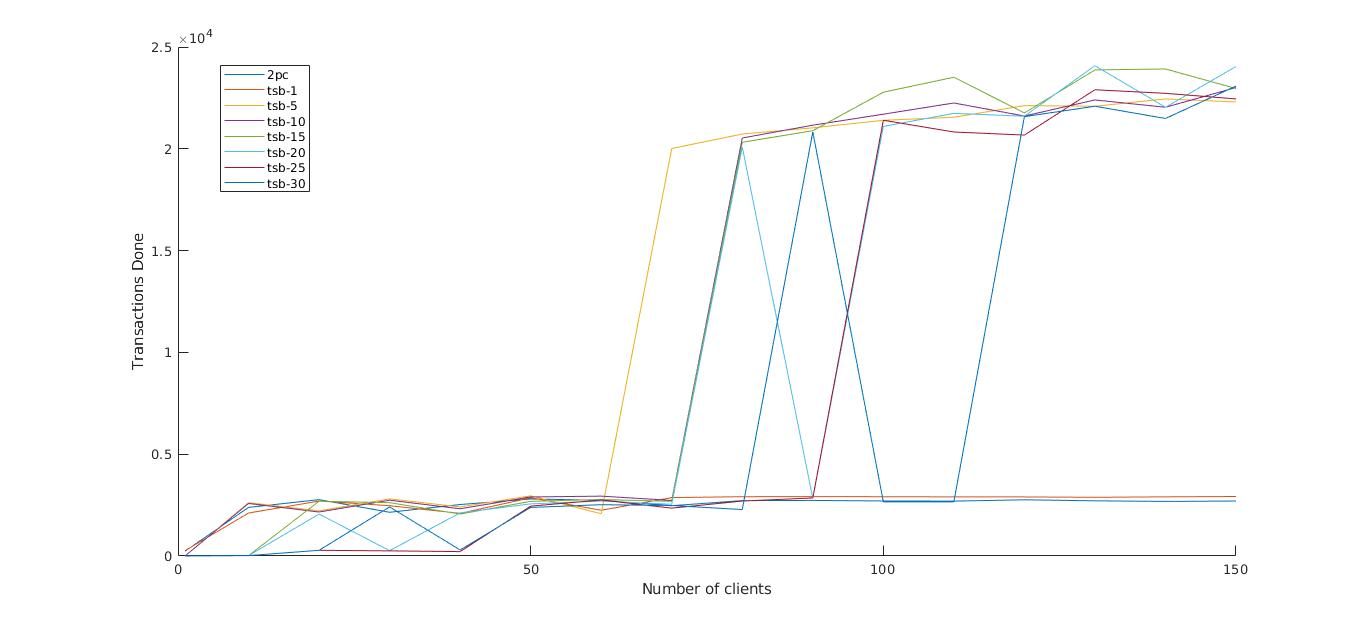 ×10⁴
2.5
2
1.5
1
0.5
0
2pc
tsb-1
tsb-5
tsb-10
tsb-15
tsb-20
tsb-25
tsb-30
Transactions Done
0 50 100 150
Number of clients